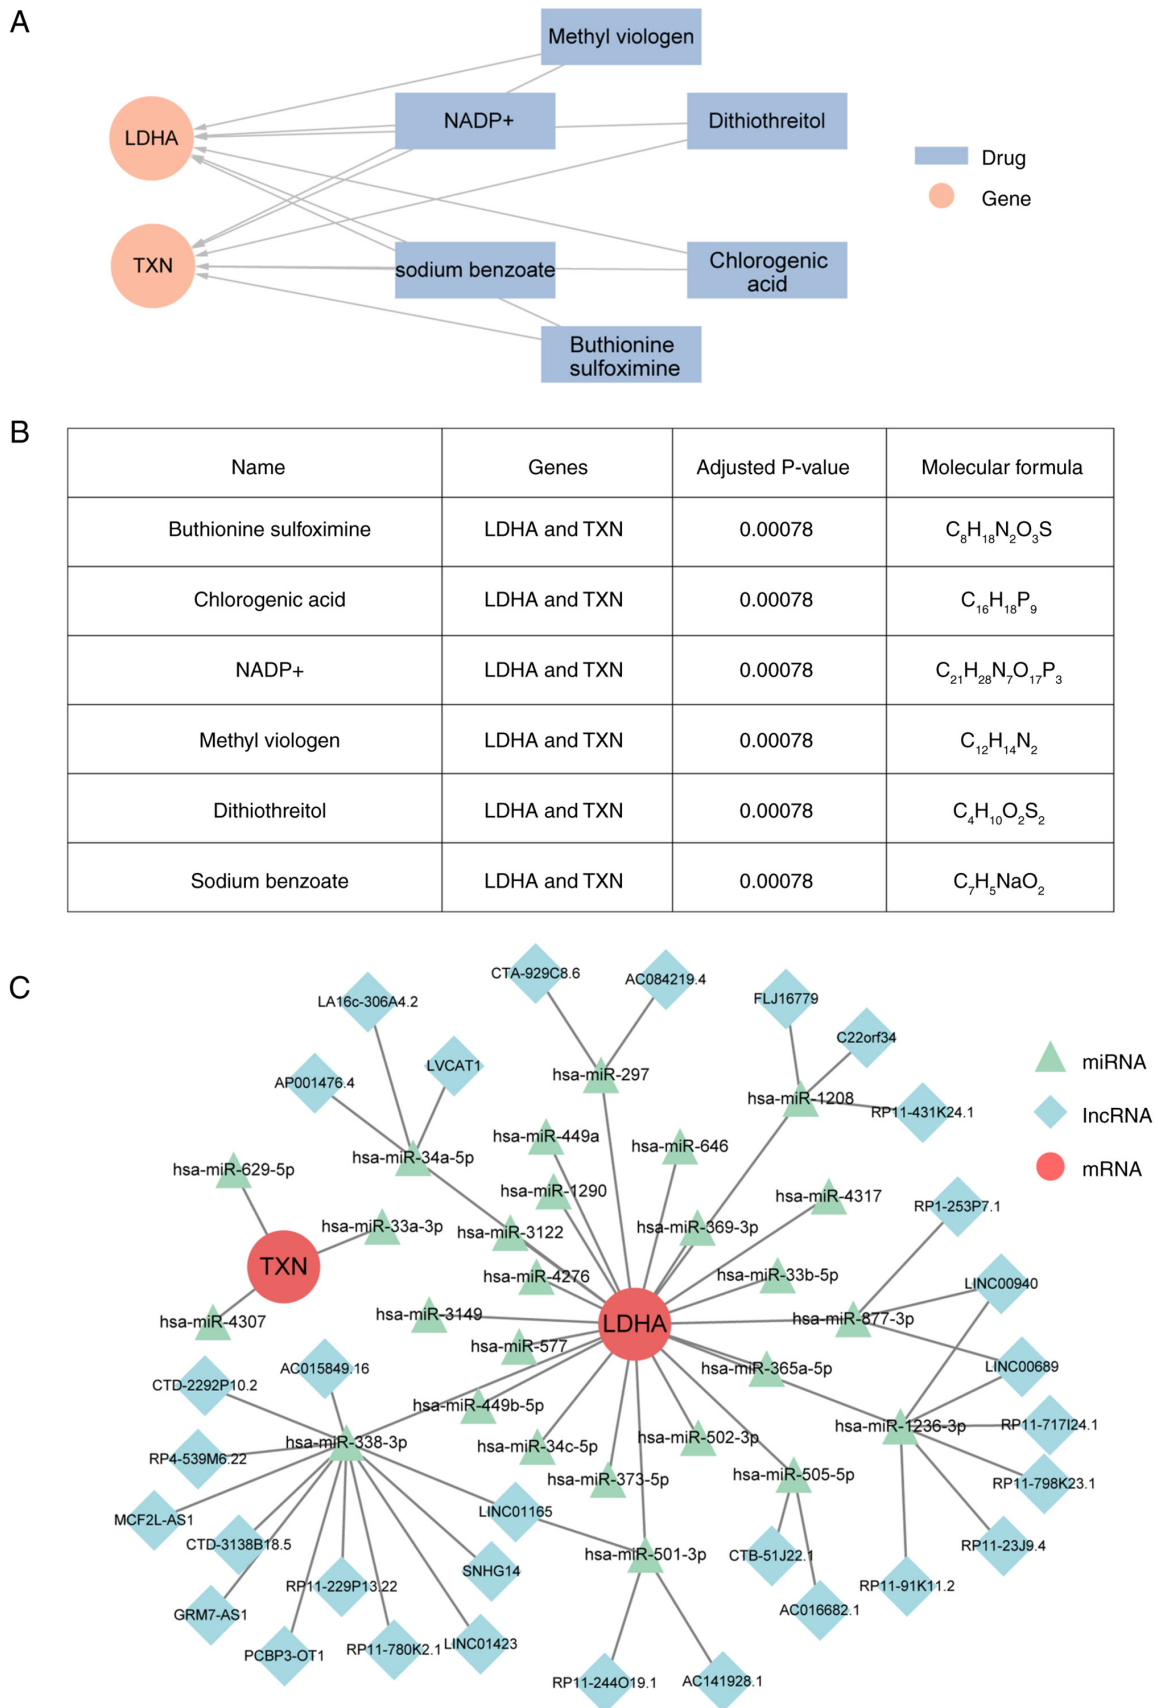 A
Methyl viologen
LDHA
NADP+
Dithiothreitol
Drug
Gene
TXN
sodium benzoate
Chlorogenic
acid
Buthionine
sulfoximine
B
Name Genes Adjusted P-value Molecular formula
Buthionine sulfoximine LDHA and TXN 0.00078 C₈H₁₈N₂O₃S
Chlorogenic acid LDHA and TXN 0.00078 C₁₆H₁₈P₉
NADP+ LDHA and TXN 0.00078 C₂₁H₂₈N₇O₁₇P₃
Methyl viologen LDHA and TXN 0.00078 C₁₂H₁₄N₂
Dithiothreitol LDHA and TXN 0.00078 C₄H₁₀O₂S₂
Sodium benzoate LDHA and TXN 0.00078 C₇H₅NaO₂
C
CTA-929C8.6
AC084219.4
LA16c-306A4.2
FLJ16779
C22orf34
miRNA
LVCAT1
AP001476.4
hsa-miR-297
hsa-miR-1208
RP11-431K24.1
lncRNA
hsa-miR-449a
hsa-miR-646
hsa-miR-34a-5p
hsa-miR-629-5p
mRNA
hsa-miR-1290
hsa-miR-4317
RP1-253P7.1
hsa-miR-33a-3p
hsa-miR-3122
hsa-miR-369-3p
TXN
hsa-miR-4276
hsa-miR-33b-5p
LINC00940
hsa-miR-4307
hsa-miR-3149
LDHA
hsa-miR-877-3p
hsa-miR-577
AC015849.16
hsa-miR-365a-5p
LINC00689
CTD-2292P10.2
hsa-miR-449b-5p
hsa-miR-1236-3p
RP11-717I24.1
hsa-miR-338-3p
hsa-miR-34c-5p
hsa-miR-502-3p
RP4-539M6.22
hsa-miR-373-5p
hsa-miR-505-5p
RP11-798K23.1
MCF2L-AS1
LINC01165
CTD-3138B18.5
hsa-miR-501-3p
CTB-51J22.1
RP11-23J9.4
SNHG14
RP11-229P13.22
RP11-91K11.2
GRM7-AS1
AC016682.1
PCBP3-OT1
RP11-780K2.1
LINC01423
RP11-244O19.1
AC141928.1